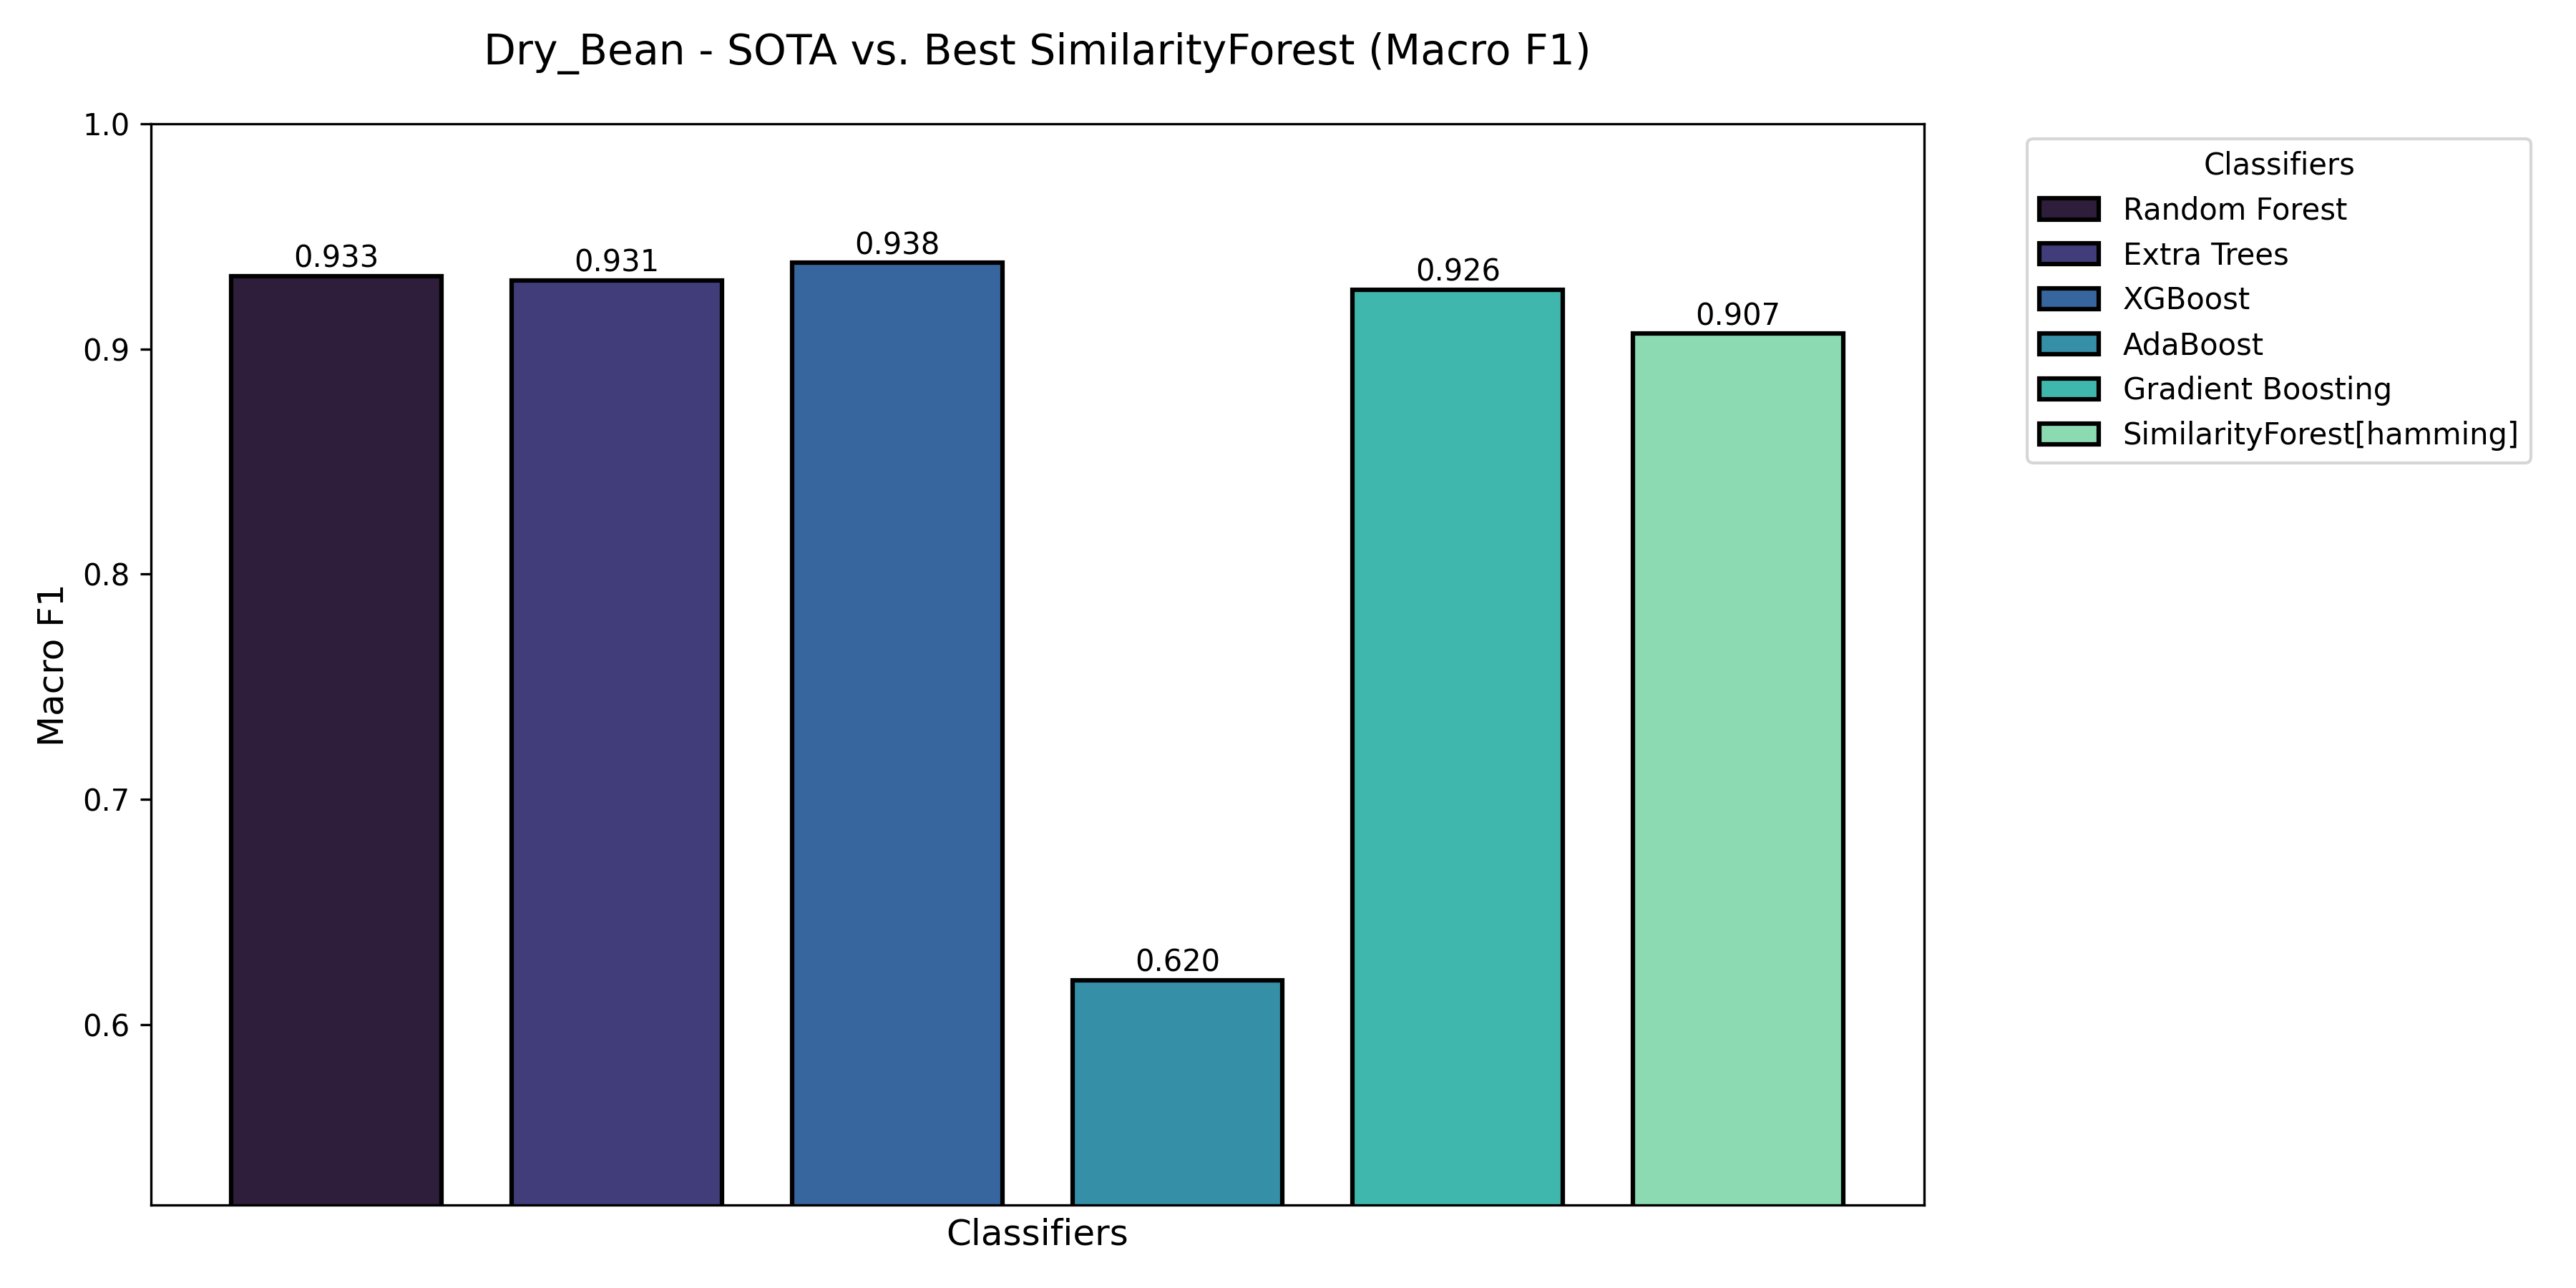 Dry_Bean - SOTA vs. Best SimilarityForest (Macro F1)
Macro F1
1.0
0.9
0.8
0.7
0.6
0.933
0.931
0.938
0.620
0.926
0.907
Classifiers
Classifiers
Random Forest
Extra Trees
XGBoost
AdaBoost
Gradient Boosting
SimilarityForest[hamming]